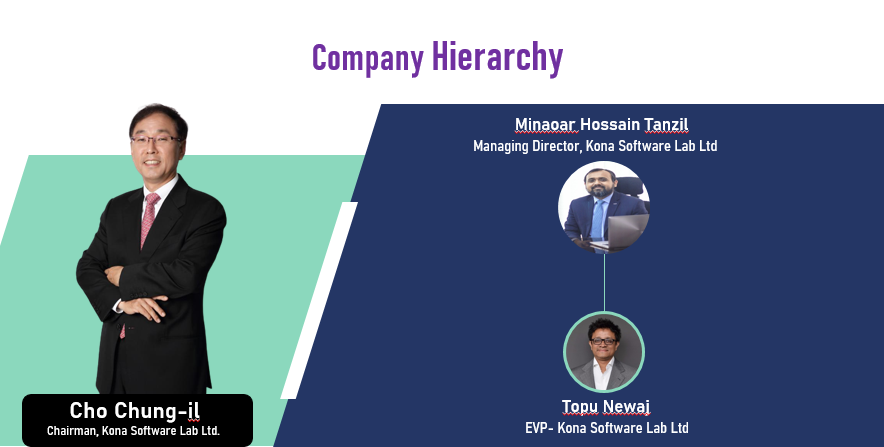 Company Hierarchy
Minaoar Hossain Tanzil
Managing Director, Kona Software Lab Ltd
Topu Newaj
EVP- Kona Software Lab Ltd
Cho Chung-il
Chairman, Kona Software Lab Ltd.